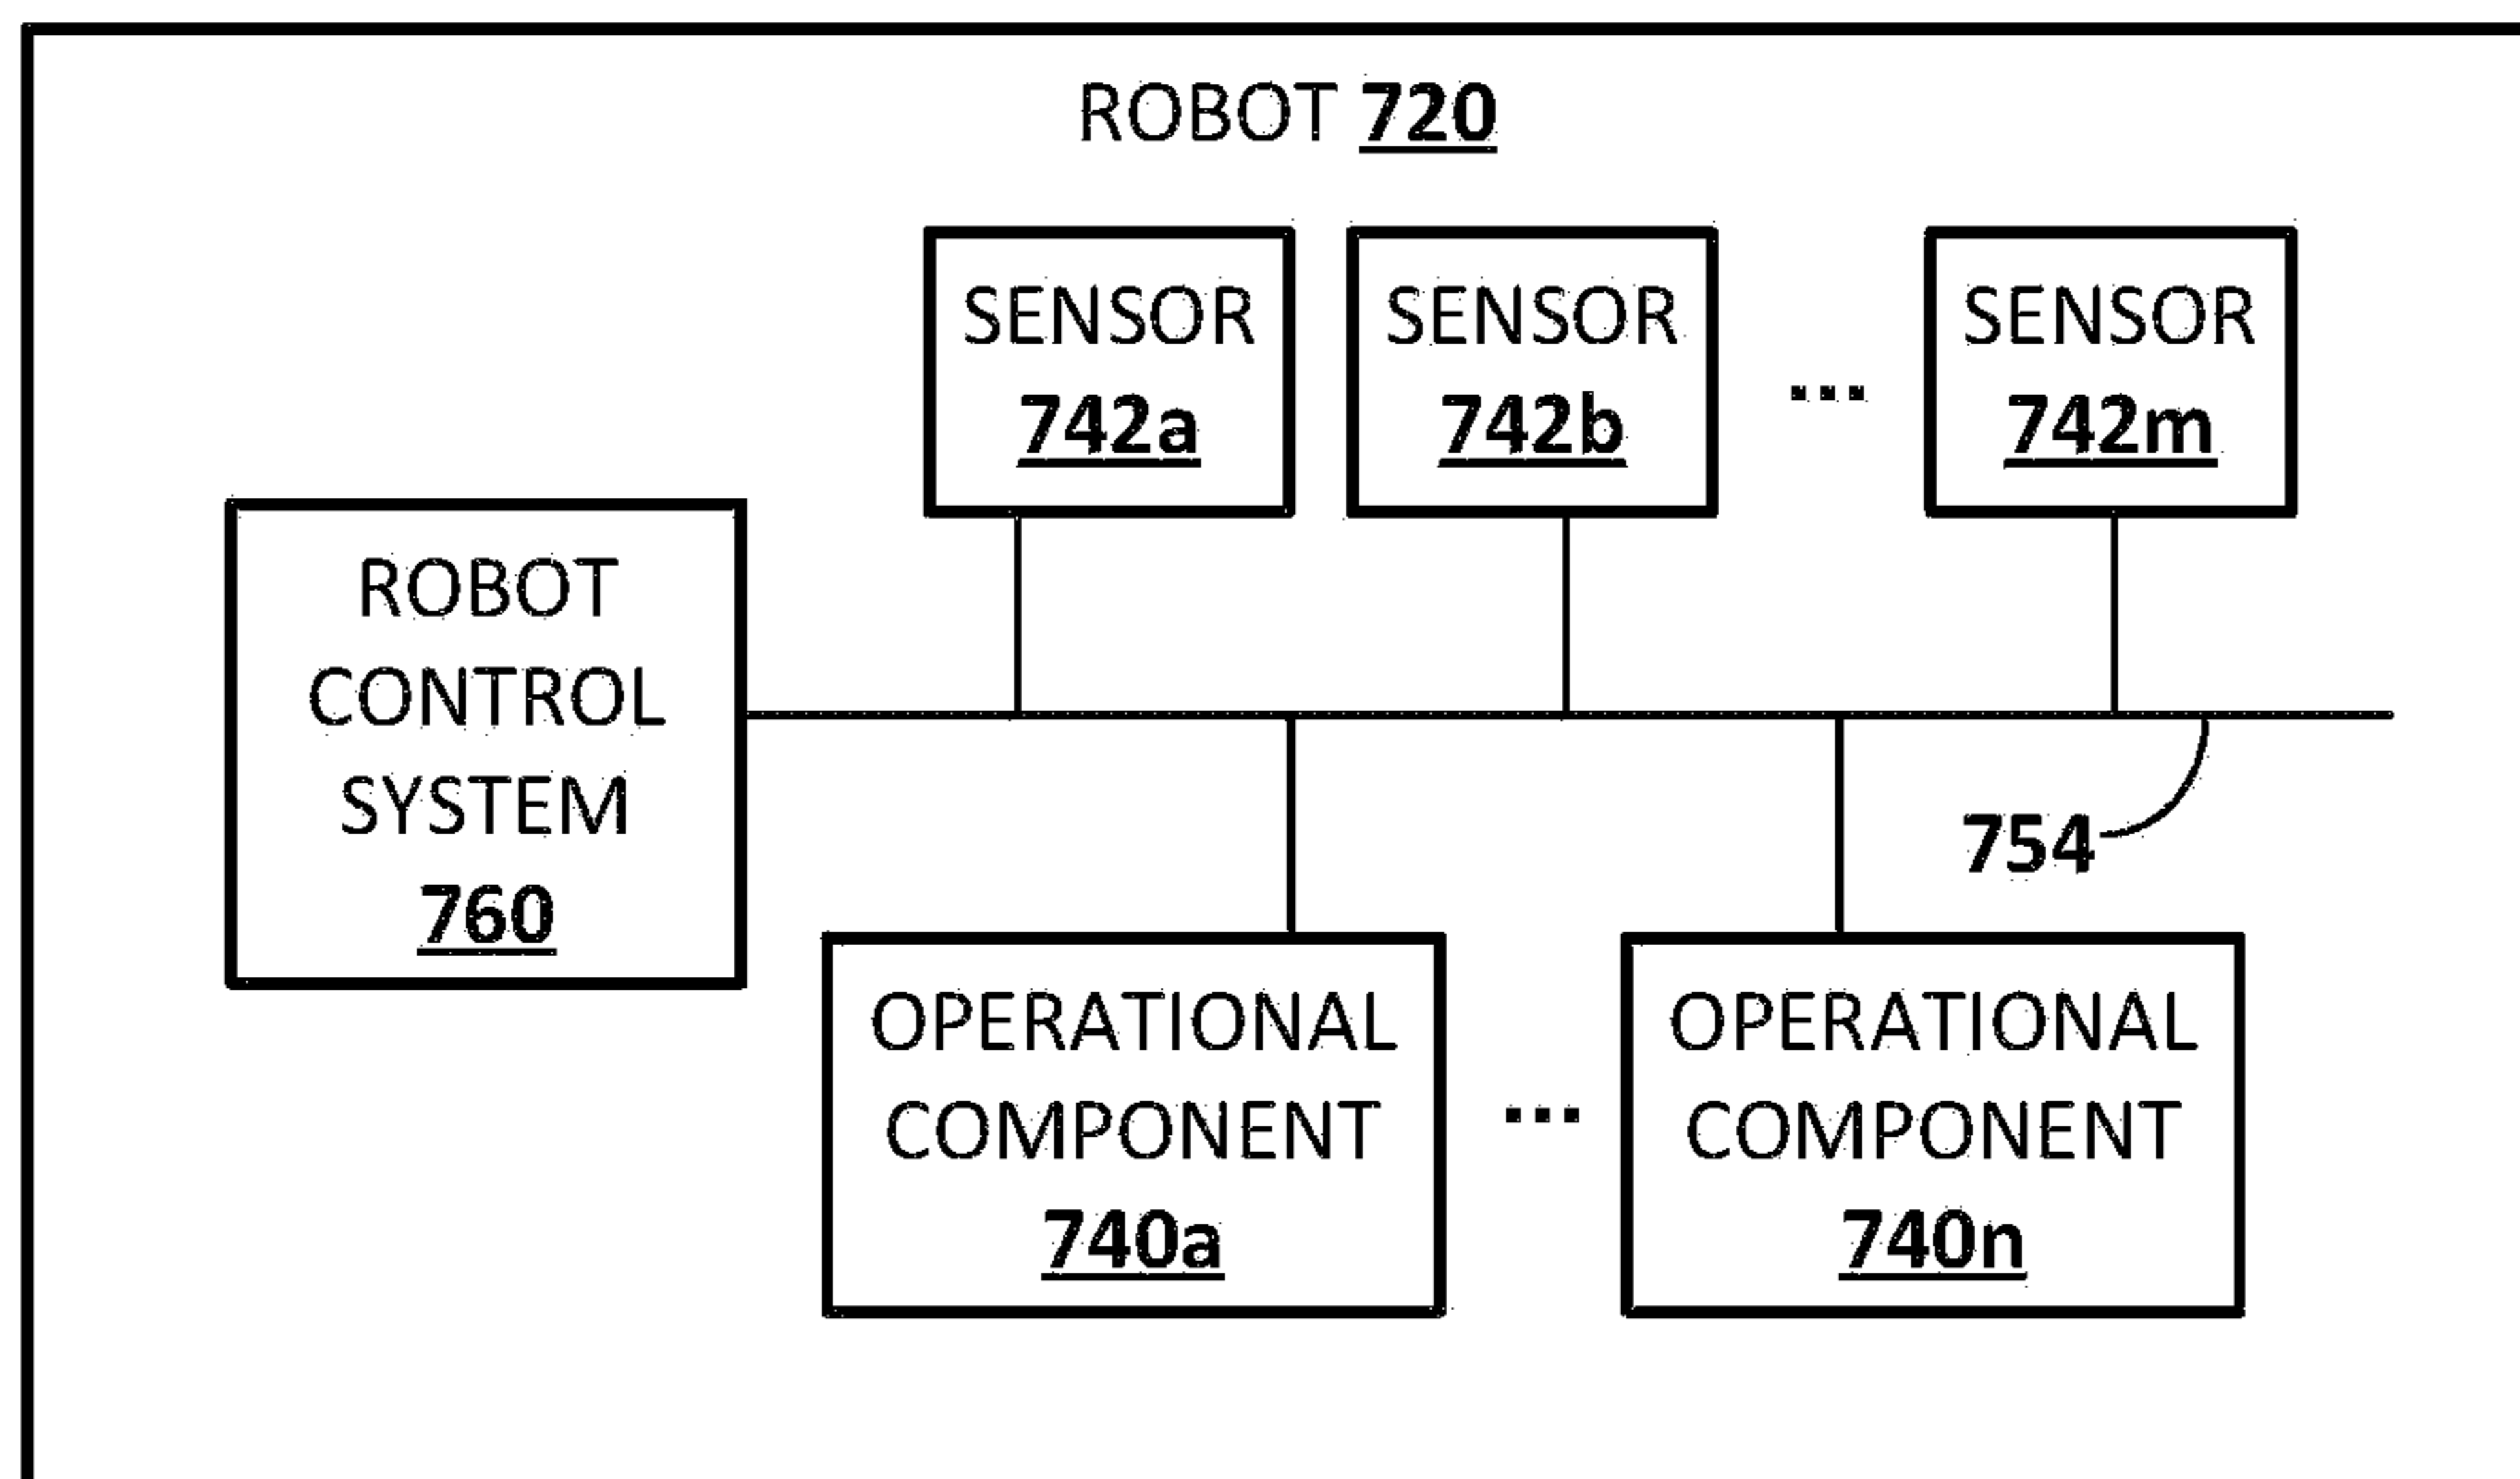 ROBOT 720
SENSOR
742a
SENSOR
742b
...
SENSOR
742m
ROBOT
CONTROL
SYSTEM
760
754
OPERATIONAL
COMPONENT
740a
...
OPERATIONAL
COMPONENT
740n